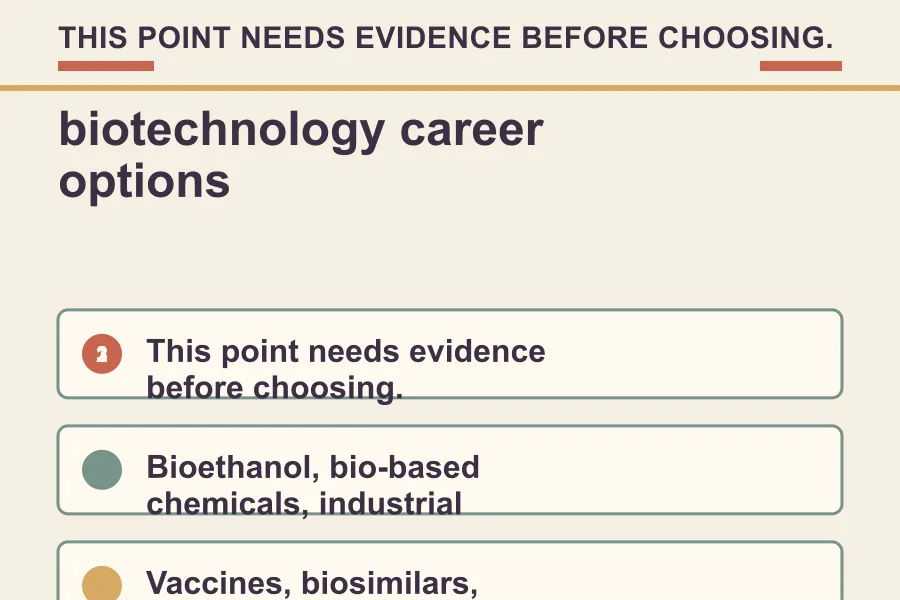 THIS POINT NEEDS EVIDENCE BEFORE CHOOSING.
biotechnology career
options
This point needs evidence
before choosing.
Bioethanol, bio-based
chemicals, industrial
Vaccines, biosimilars,